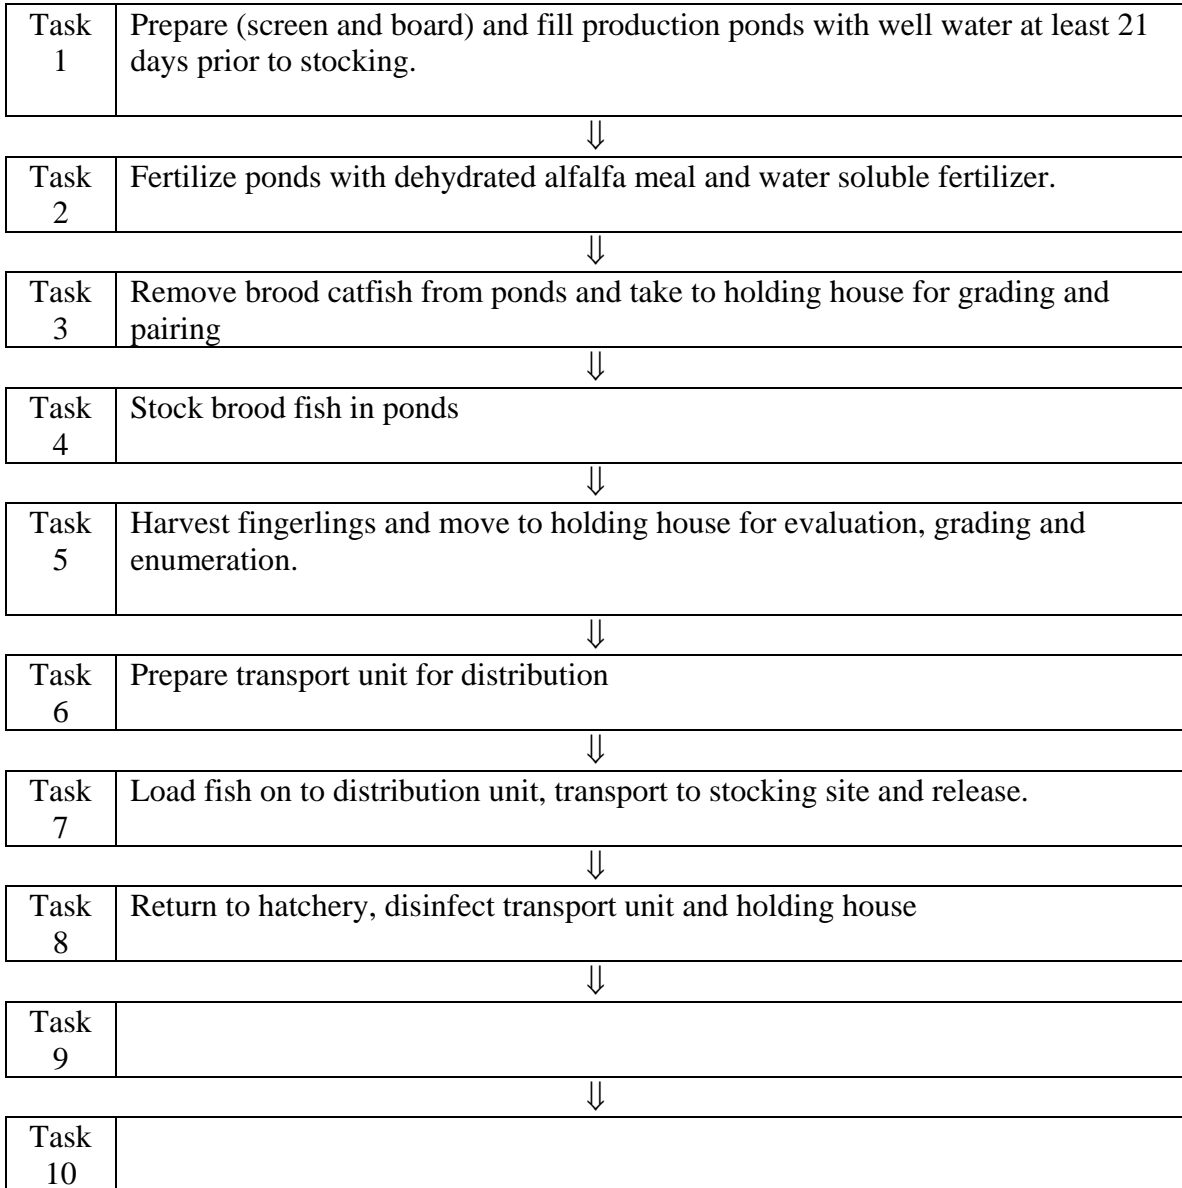 Task Prepare (screen and board) and fill production ponds with well water at least 21
1 days prior to stocking.
⇓
Task Fertilize ponds with dehydrated alfalfa meal and water soluble fertilizer.
2
⇓
Task Remove brood catfish from ponds and take to holding house for grading and
3 pairing
⇓
Task Stock brood fish in ponds
4
⇓
Task Harvest fingerlings and move to holding house for evaluation, grading and
5 enumeration.
⇓
Task Prepare transport unit for distribution
6
⇓
Task Load fish on to distribution unit, transport to stocking site and release.
7
⇓
Task Return to hatchery, disinfect transport unit and holding house
8
⇓
Task
9
⇓
Task
10